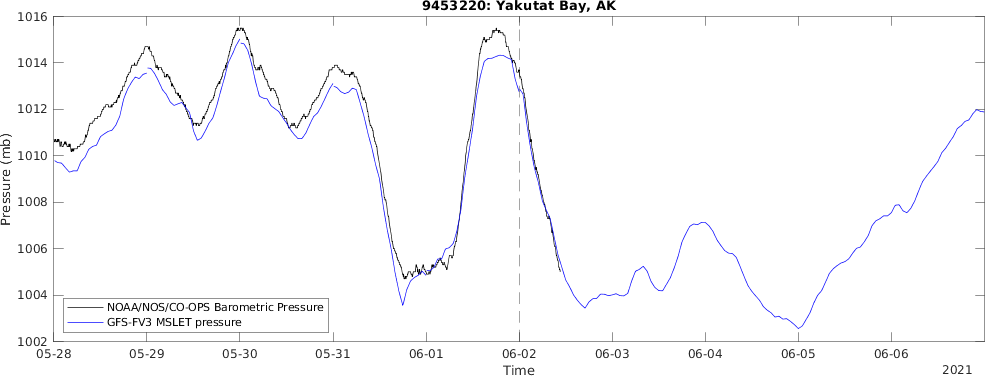 9453220: Yakutat Bay, AK
Pressure (mb)
1016
1014
1012
1010
1008
1006
1004
1002
NOAA/NOS/CO-OPS Barometric Pressure
GFS-FV3 MSLET pressure
05-28 05-29 05-30 05-31 06-01 06-02 06-03 06-04 06-05 06-06
Time
2021